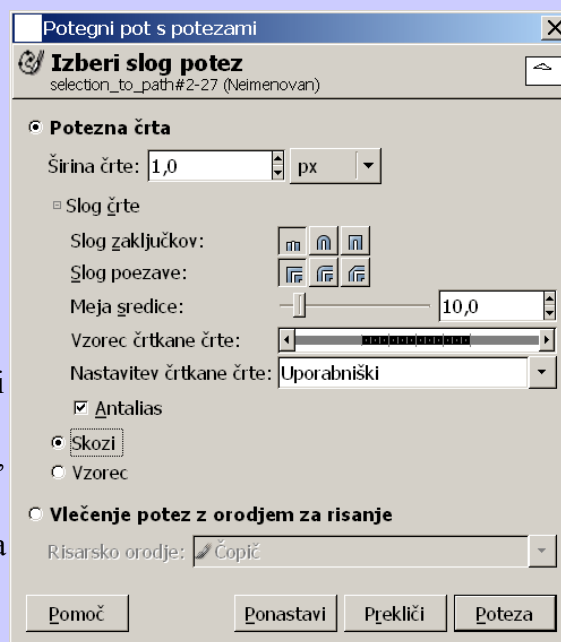 Potegni pot s potezami
Izberi slog potez
selection_to_path#2-27 (Neimenovan)
Potezna črta
Širina črte: 1,0 px
Slog črte
Slog zaključkov:
Slog poezave:
Meja sredice: 10,0
Vzorec črtkane črte:
Nastavitev črtkane črte: Uporabniški
i
Antalias
Skozi
,
Vzorec
Vlečenje potez z orodjem za risanje
a
Risarsko orodje: Čopič
Pomoč Ponastavi Prekliči Poteza